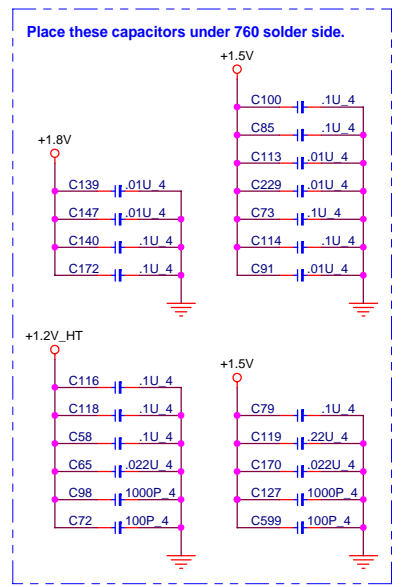 Place these capacitors under 760 solder side.
+1.8V
C139 .01U_4
C147 .01U_4
C140 .1U_4
C172 .1U_4
+1.5V
C100 .1U_4
C85 .1U_4
C113 .01U_4
C229 .01U_4
C73 .1U_4
C114 .1U_4
C91 .01U_4
+1.2V_HT
C116 .1U_4
C118 .1U_4
C58 .1U_4
C65 .022U_4
C98 1000P_4
C72 100P_4
+1.5V
C79 .1U_4
C119 .22U_4
C170 .022U_4
C127 1000P_4
C599 100P_4